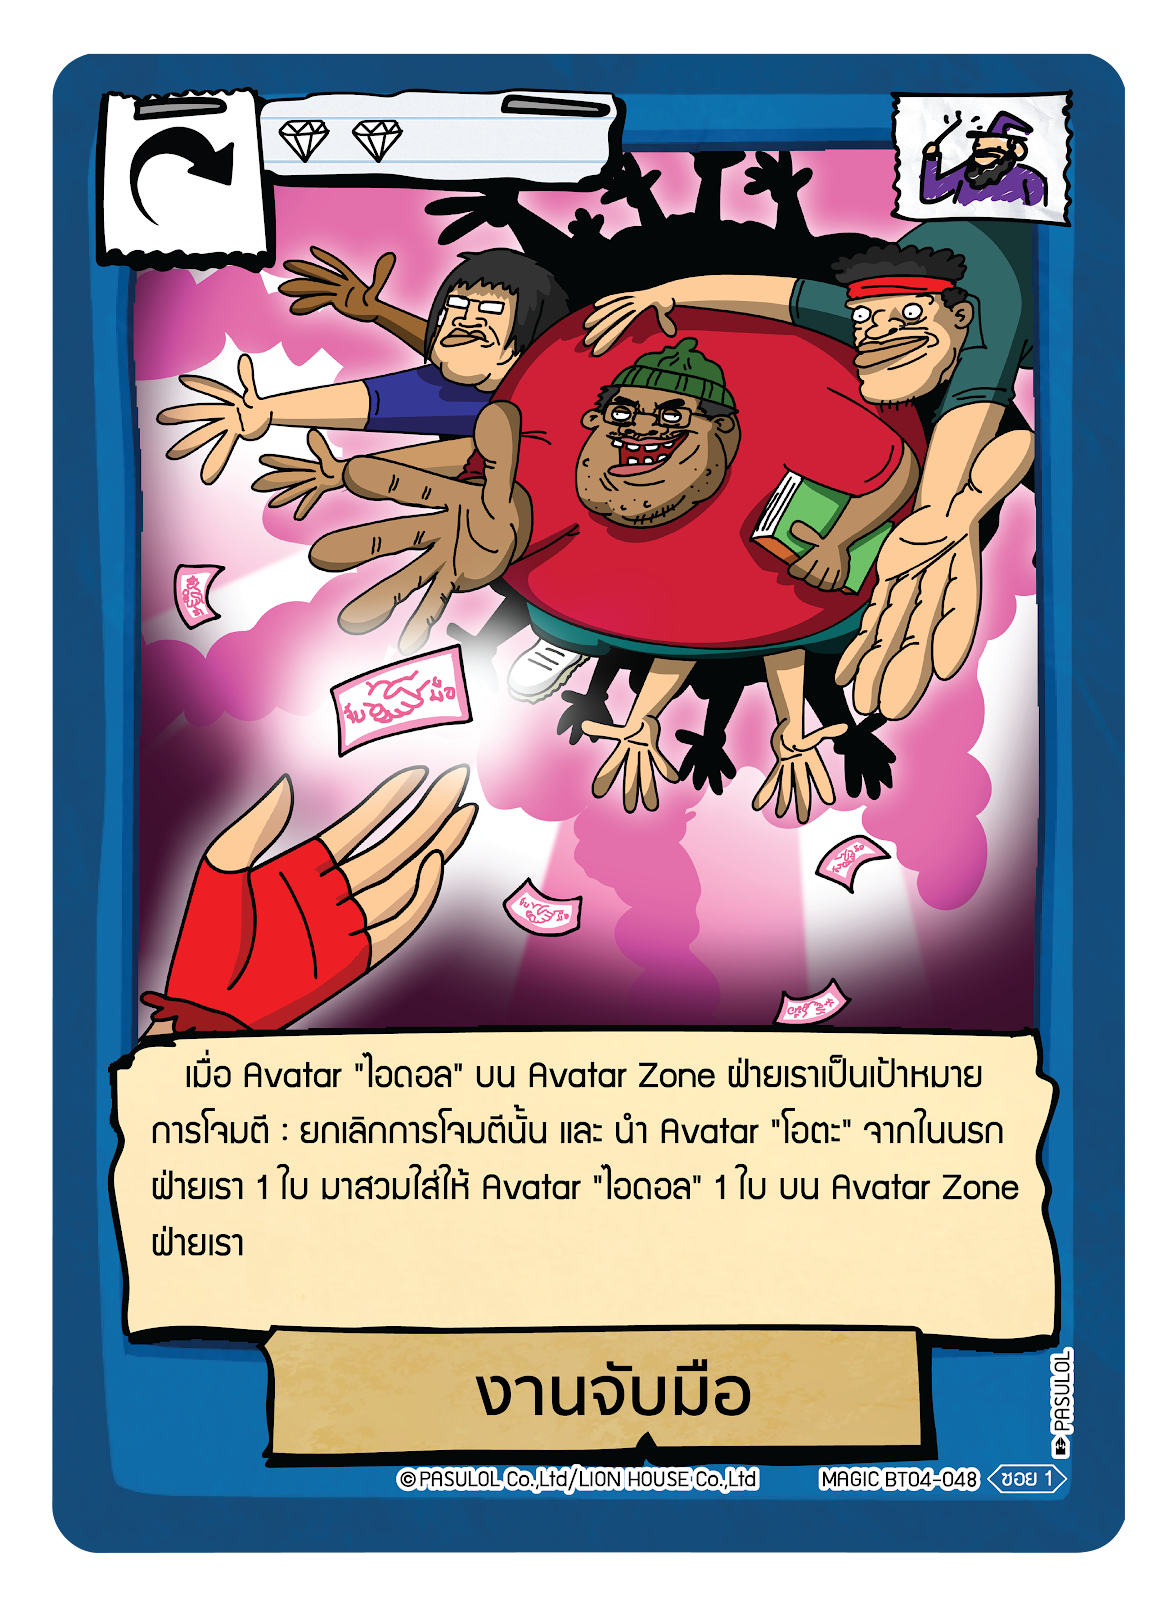 จับมือ
เมื่อ Avatar "ไอดอล" บน Avatar Zone ฝ่ายเราเป็นเป้าหมาย
การโจมตี : ยกเลิกการโจมตีนั้น และ นำ Avatar "โอตะ" จากในนรก
ฝ่ายเรา 1 ใบ มาสวมใส่ให้ Avatar "ไอดอล" 1 ใบ บน Avatar Zone
ฝ่ายเรา
งานจับมือ
PASULOL
©PASULOL Co.,Ltd/LION HOUSE Co.,Ltd
MAGIC BT04-048
ซอย 1